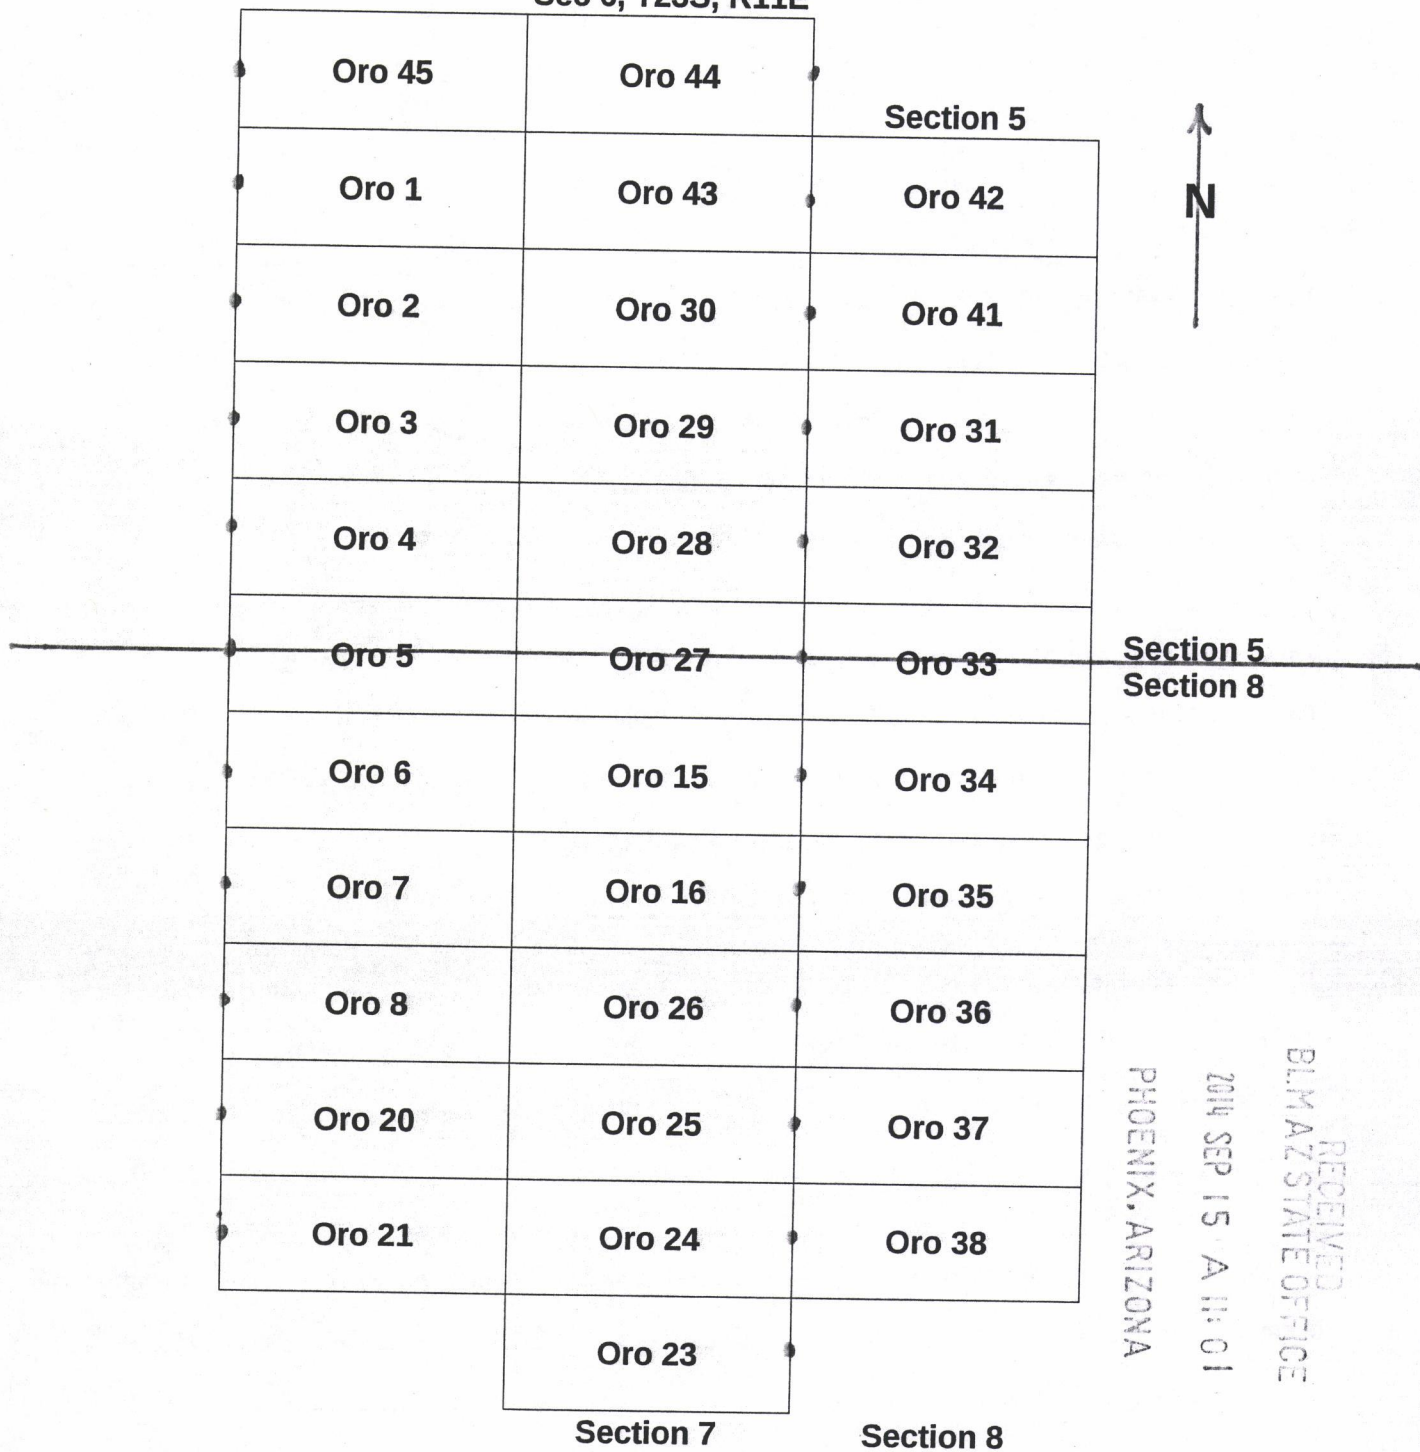 Oro 45 Oro 44
Section 5
Oro 1 Oro 43 Oro 42
N
Oro 2 Oro 30 Oro 41
Oro 3 Oro 29 Oro 31
Oro 4 Oro 28 Oro 32
Oro 5 Oro 27 Oro 33 Section 5
Section 8
Oro 6 Oro 15 Oro 34
Oro 7 Oro 16 Oro 35
Oro 8 Oro 26 Oro 36
Oro 20 Oro 25 Oro 37
Oro 21 Oro 24 Oro 38
Oro 23
Section 7 Section 8
RECEIVED
BLM AZ STATE OFFICE
2014 SEP 15 A 11:01
PHOENIX, ARIZONA